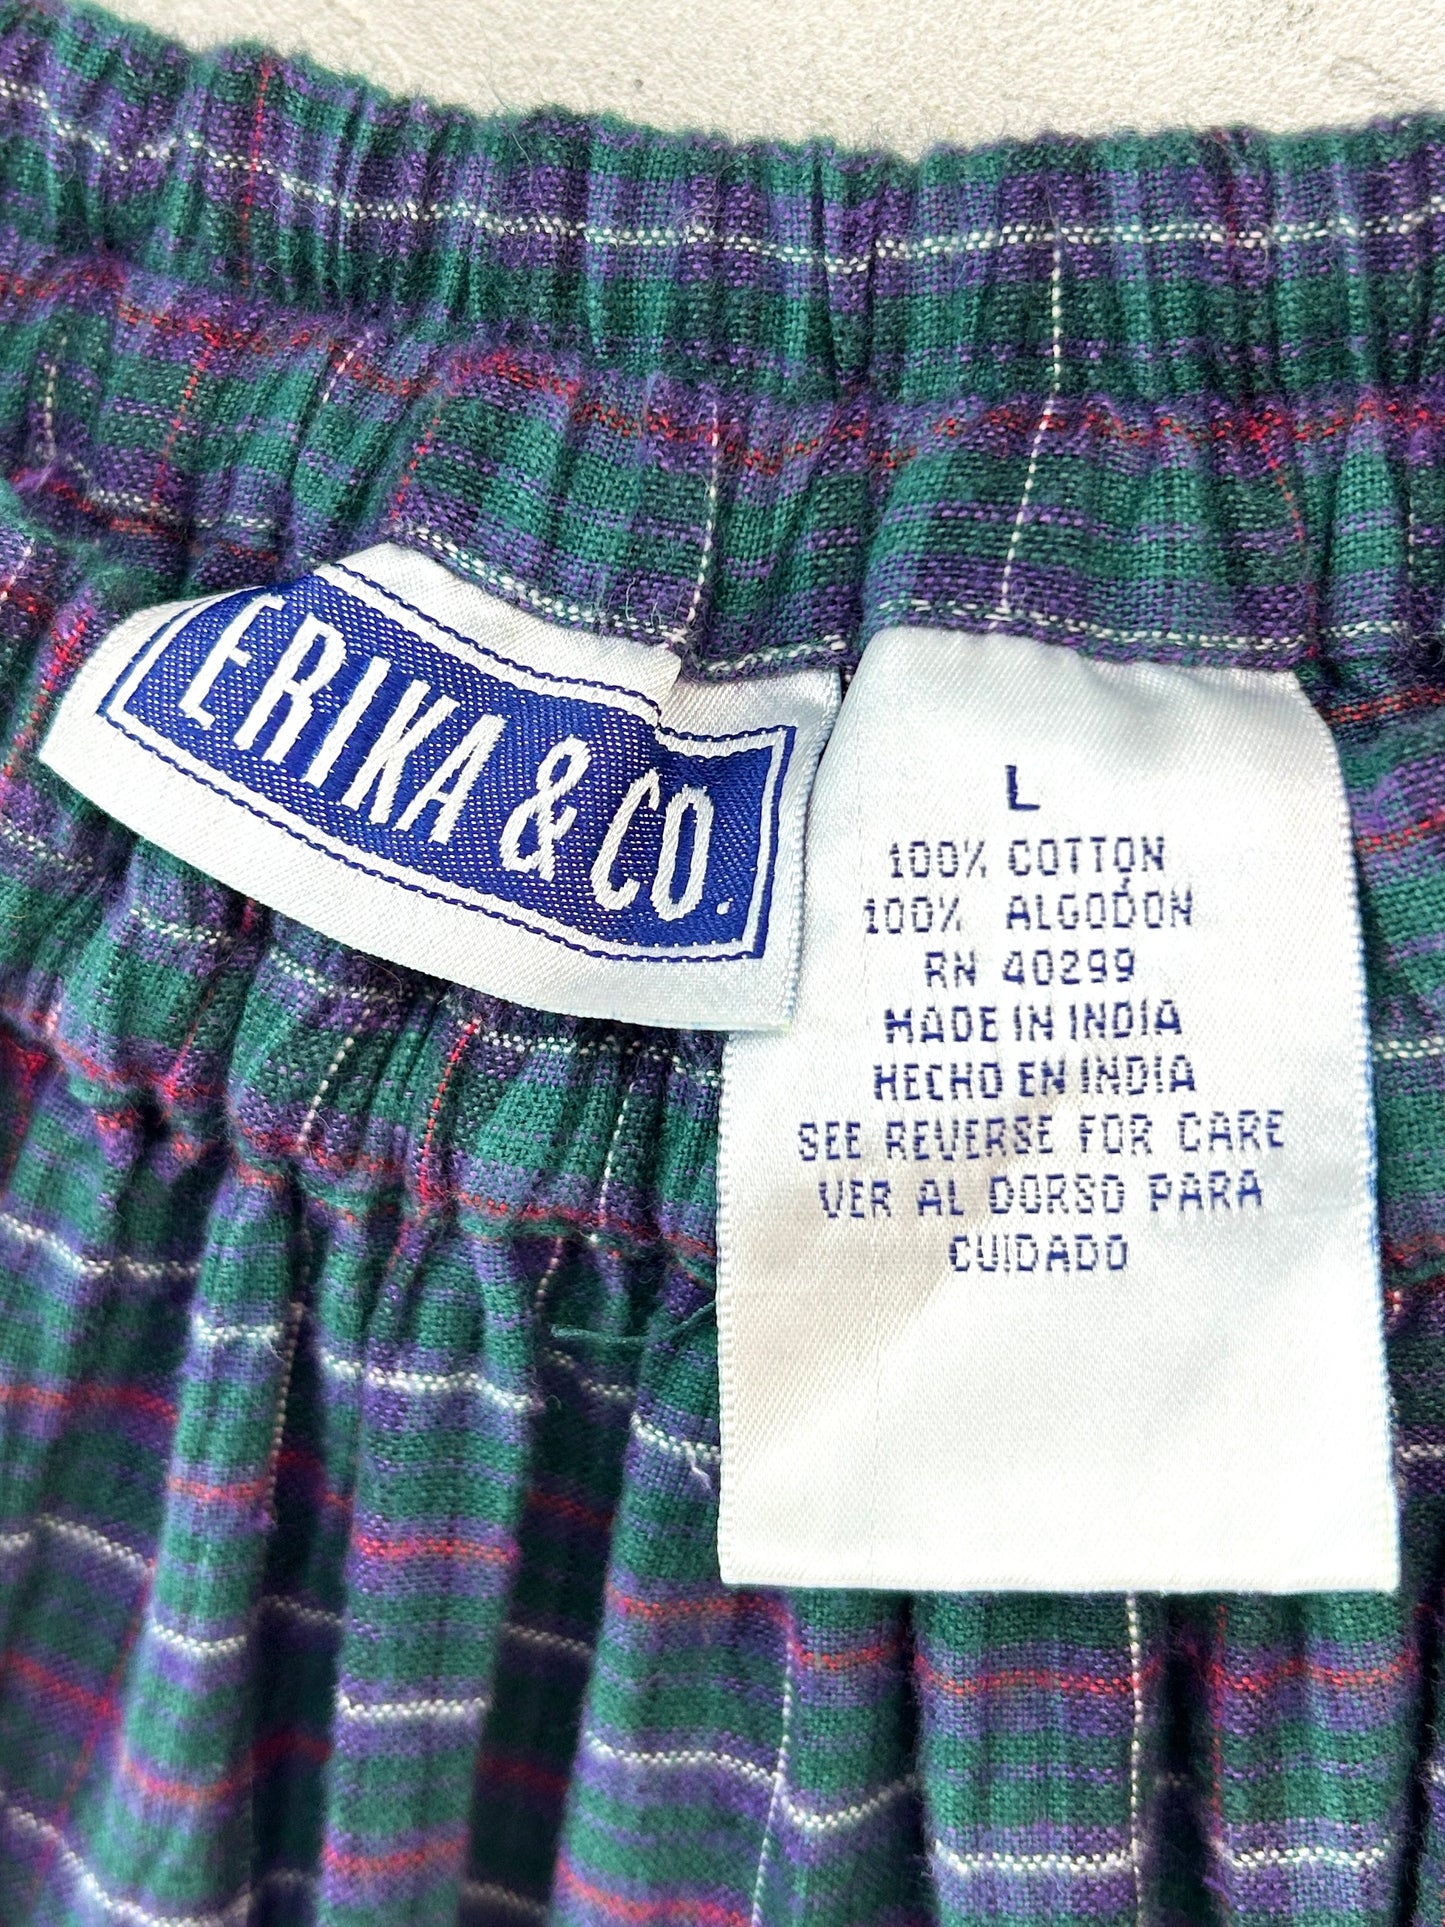 ERIKA & CO.
L
100% COTTON
100% ALGODÓN
RN 40299
MADE IN INDIA
HECHO EN INDIA
SEE REVERSE FOR CARE
VER AL DORSO PARA
CUIDADO